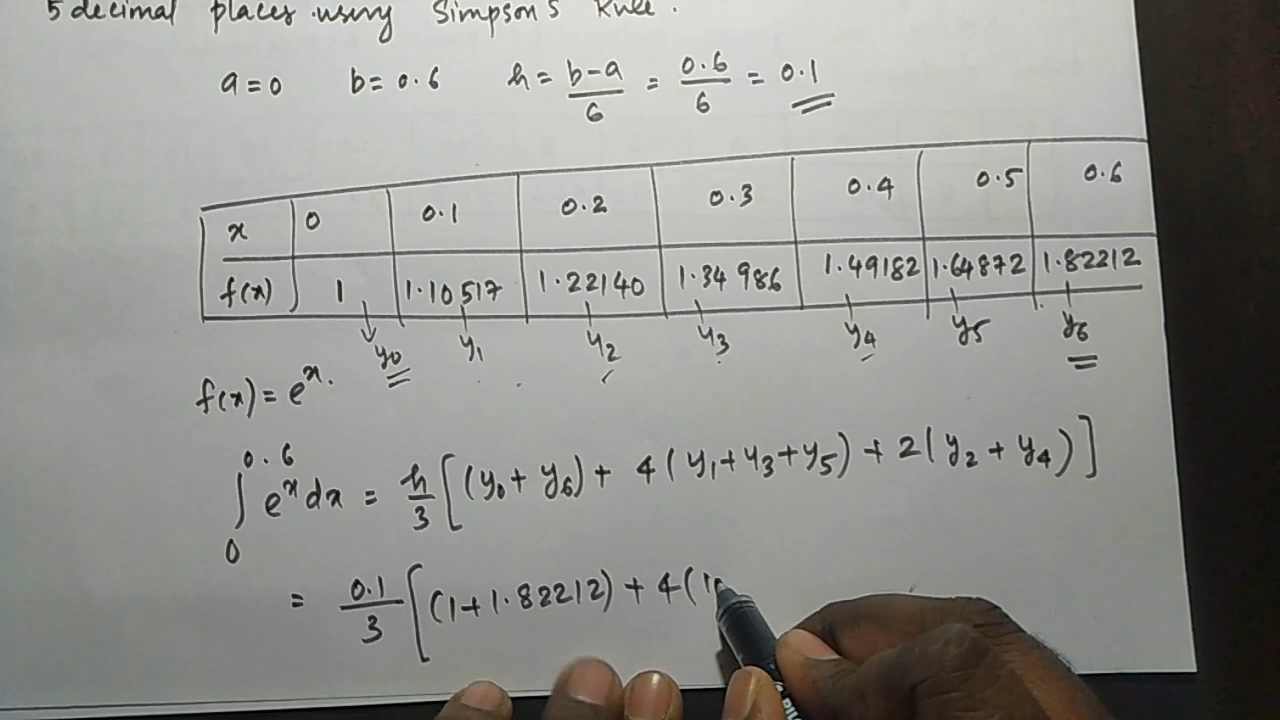 5 decimal places using Simpson's Rule.
a=0 b=0.6 h = b-a/6 = 0.6/6 = 0.1
x 0 0.1 0.2 0.3 0.4 0.5 0.6
f(x) 1 1.10517 1.22140 1.34986 1.49182 1.64872 1.82212
y₀ y₁ y₂ y₃ y₄ y₅ y₆
f(x) = eˣ.
∫₀^0.6 eˣ dx = h/3 [(y₀ + y₆) + 4(y₁+y₃+y₅) + 2(y₂ + y₄)]
= 0.1/3 [(1+1.82212) + 4(1